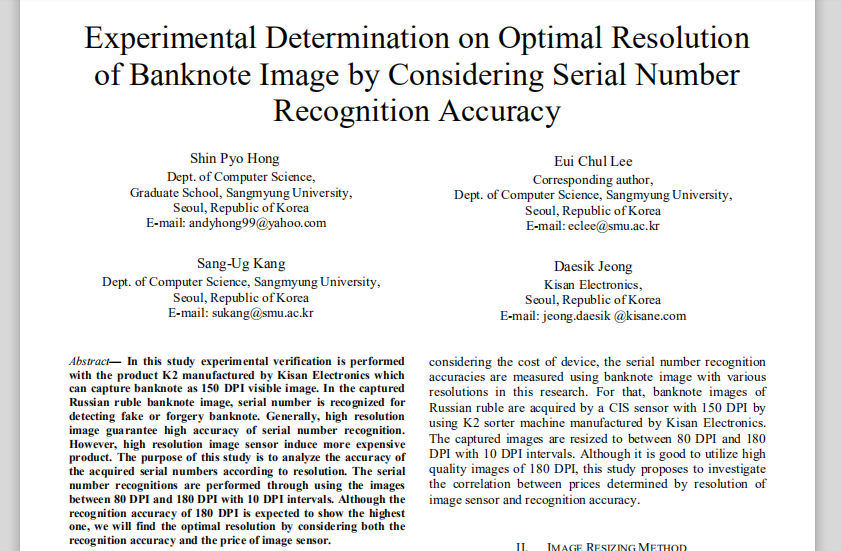 Experimental Determination on Optimal Resolution
of Banknote Image by Considering Serial Number
Recognition Accuracy
Shin Pyo Hong
Dept. of Computer Science,
Graduate School, Sangmyung University,
Seoul, Republic of Korea
E-mail: andyhong99@yahoo.com
Eui Chul Lee
Corresponding author,
Dept. of Computer Science, Sangmyung University,
Seoul, Republic of Korea
E-mail: eclee@smu.ac.kr
Sang-Ug Kang
Dept. of Computer Science, Sangmyung University,
Seoul, Republic of Korea
E-mail: sukang@smu.ac.kr
Daesik Jeong
Kisan Electronics,
Seoul, Republic of Korea
E-mail: jeong.daesik @kisane.com
Abstract— In this study experimental verification is performed
with the product K2 manufactured by Kisan Electronics which
can capture banknote as 150 DPI visible image. In the captured
Russian ruble banknote image, serial number is recognized for
detecting fake or forgery banknote. Generally, high resolution
image guarantee high accuracy of serial number recognition.
However, high resolution image sensor induce more expensive
product. The purpose of this study is to analyze the accuracy of
the acquired serial numbers according to resolution. The serial
number recognitions are performed through using the images
between 80 DPI and 180 DPI with 10 DPI intervals. Although the
recognition accuracy of 180 DPI is expected to show the highest
one, we will find the optimal resolution by considering both the
recognition accuracy and the price of image sensor.
considering the cost of device, the serial number recognition
accuracies are measured using banknote image with various
resolutions in this research. For that, banknote images of
Russian ruble are acquired by a CIS sensor with 150 DPI by
using K2 sorter machine manufactured by Kisan Electronics.
The captured images are resized to between 80 DPI and 180
DPI with 10 DPI intervals. Although it is good to utilize high
quality images of 180 DPI, this study proposes to investigate
the correlation between prices determined by resolution of
image sensor and recognition accuracy.
II. IMAGE RESIZING METHOD